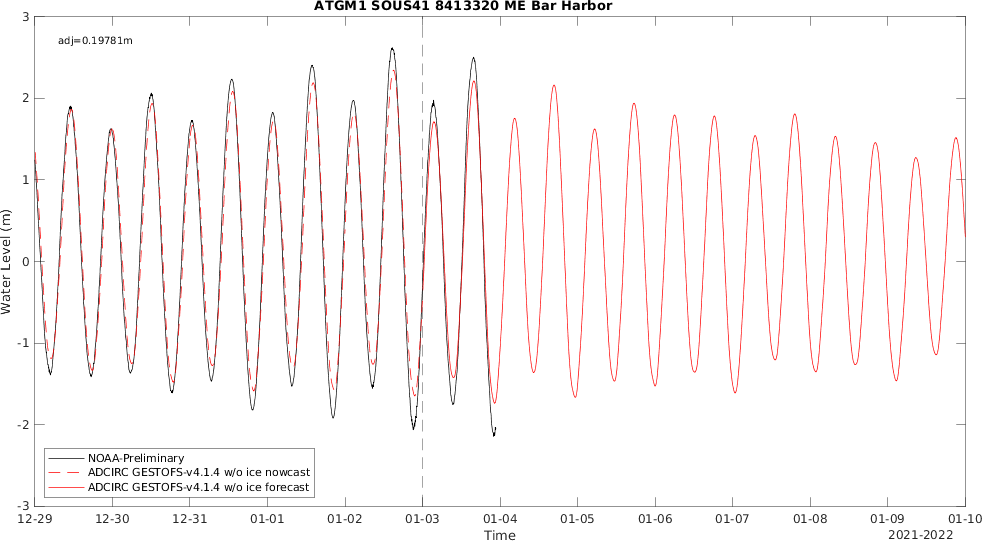 ATGM1 SOUS41 8413320 ME Bar Harbor
adj=0.19781m
3
2
1
0
-1
-2
-3
Water Level (m)
NOAA-Preliminary
ADCIRC GESTOFS-v4.1.4 w/o ice nowcast
ADCIRC GESTOFS-v4.1.4 w/o ice forecast
12-29 12-30 12-31 01-01 01-02 01-03 01-04 01-05 01-06 01-07 01-08 01-09 01-10
Time
2021-2022